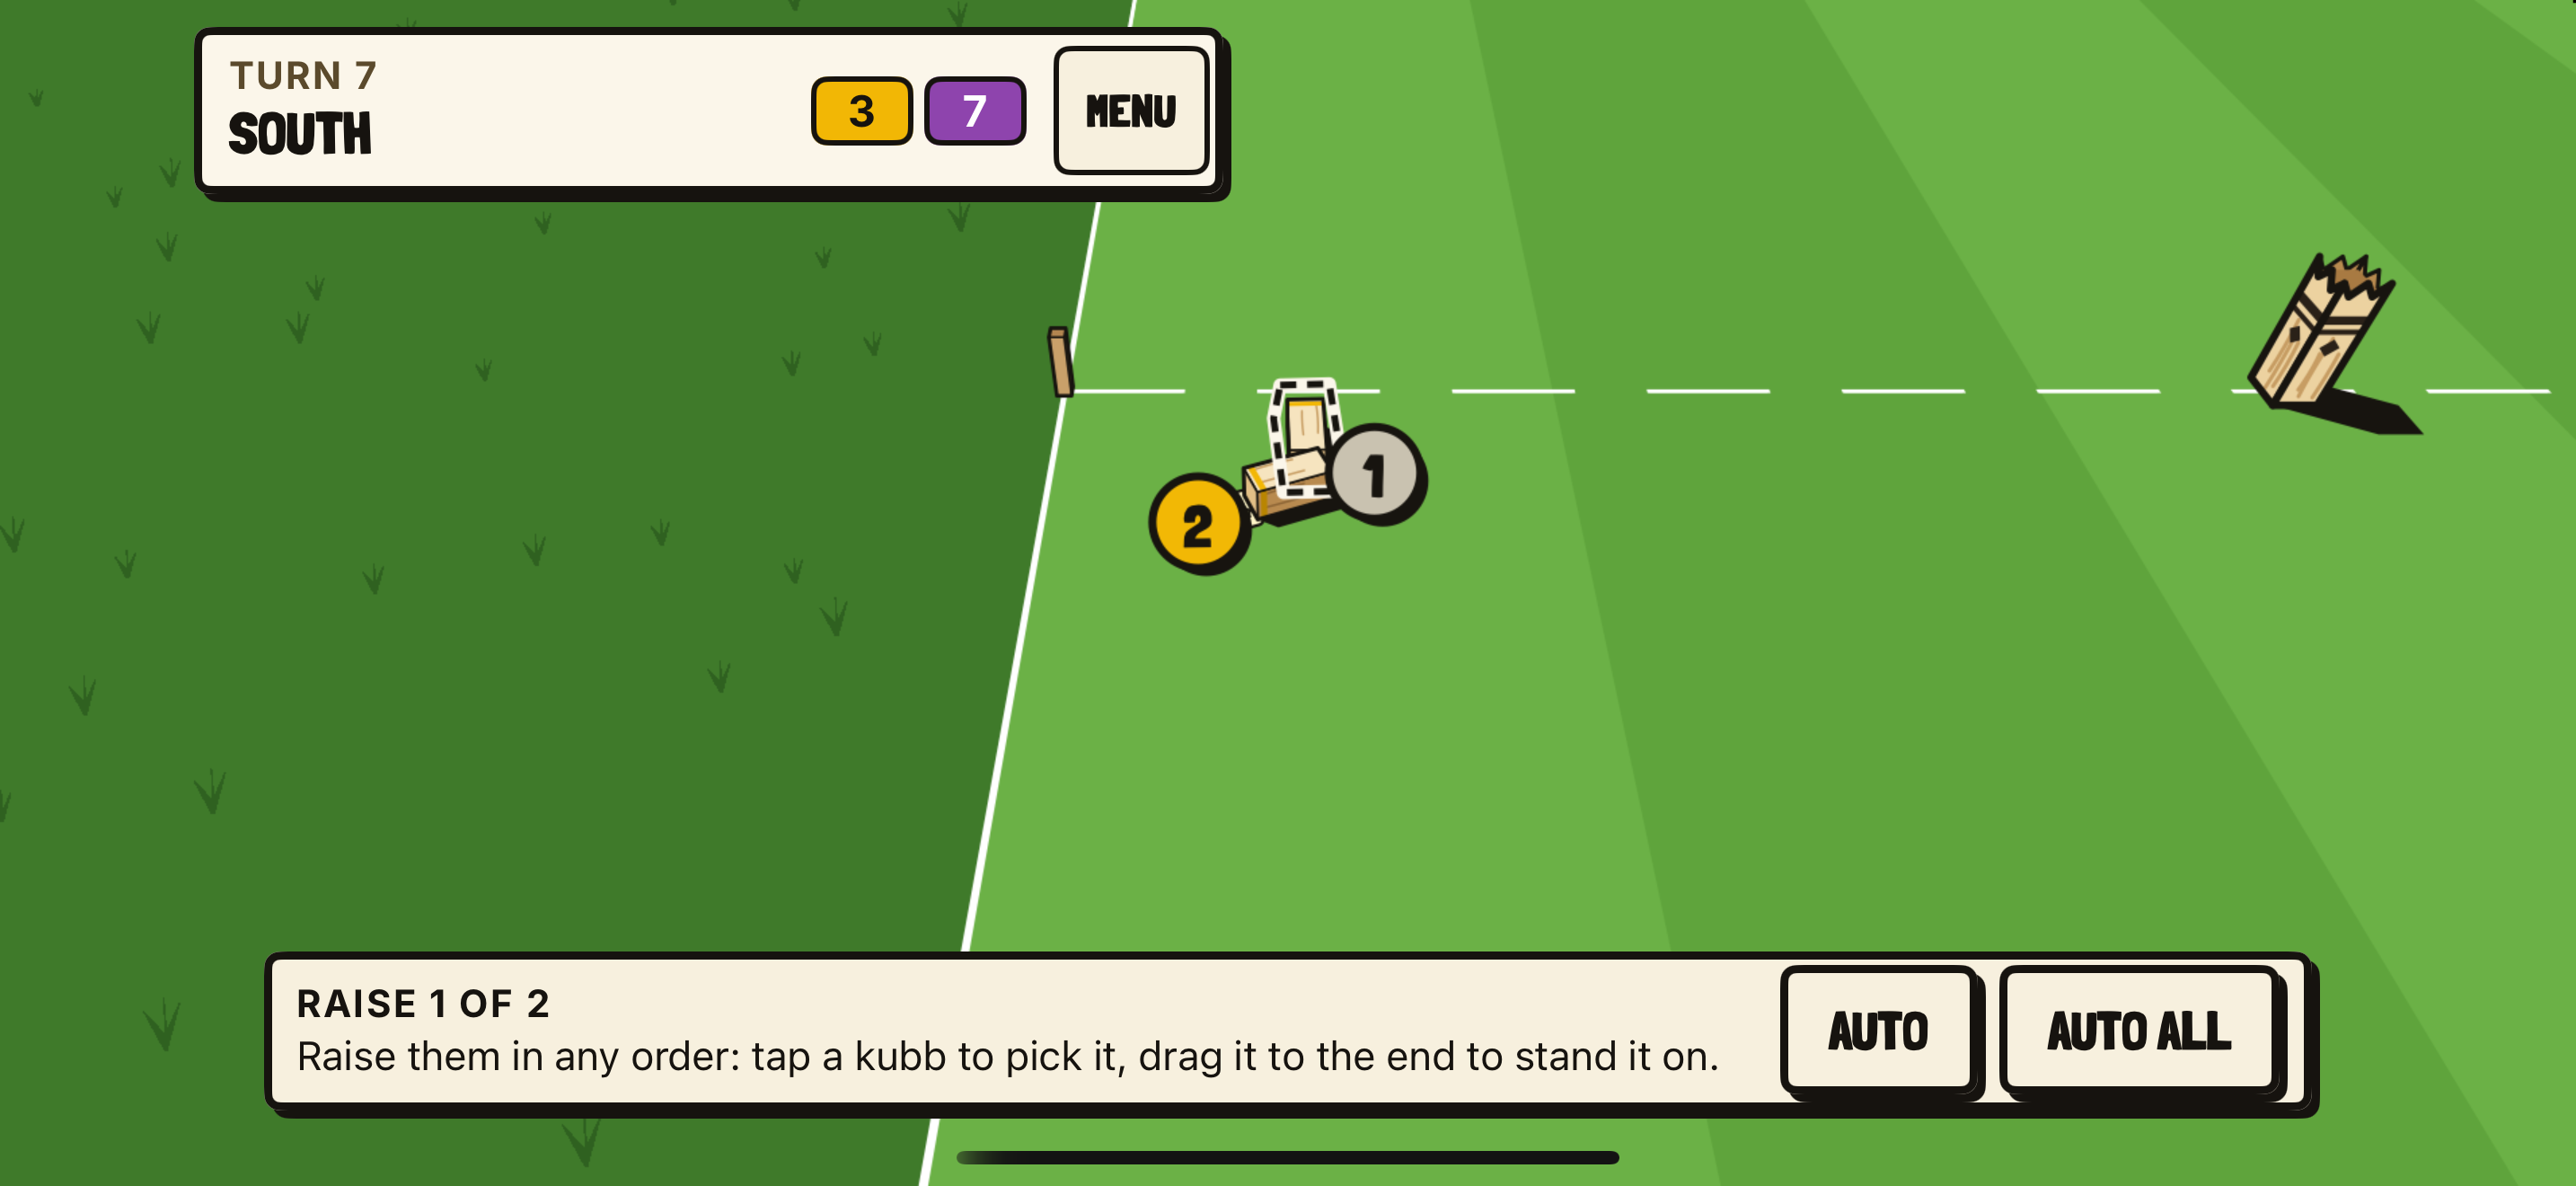 TURN 7
SOUTH
3
7
MENU
1
2
RAISE 1 OF 2
Raise them in any order: tap a kubb to pick it, drag it to the end to stand it on.
AUTO
AUTO ALL